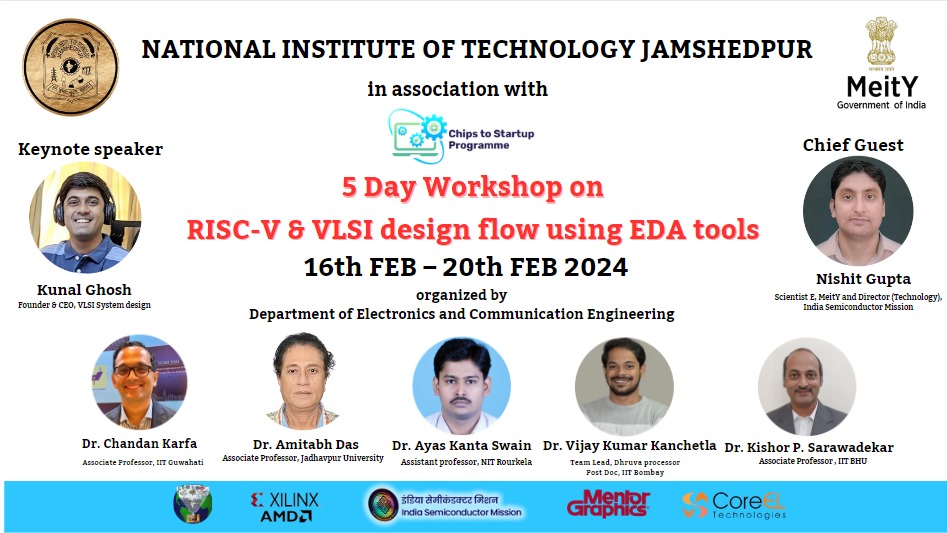 NATIONAL INSTITUTE OF TECHNOLOGY JAMSHEDPUR
in association with
MeitY
Government of India
Chips to Startup
Programme
Keynote speaker
Chief Guest
5 Day Workshop on
RISC-V & VLSI design flow using EDA tools
16th FEB – 20th FEB 2024
organized by
Department of Electronics and Communication Engineering
Kunal Ghosh
Founder & CEO, VLSI System design
Nishit Gupta
Scientist E, MeitY and Director (Technology),
India Semiconductor Mission
Dr. Chandan Karfa
Associate Professor, IIT Guwahati
Dr. Amitabh Das
Associate Professor, Jadhavpur University
Dr. Ayas Kanta Swain
Assistant professor, NIT Rourkela
Dr. Vijay Kumar Kanchetla
Team Lead, Dhruva processor
Post Doc, IIT Bombay
Dr. Kishor P. Sarawadekar
Associate Professor , IIT BHU
XILINX
AMD
इंडिया सेमीकंडक्टर मिशन
India Semiconductor Mission
Mentor
Graphics®
CoreEL
Technologies